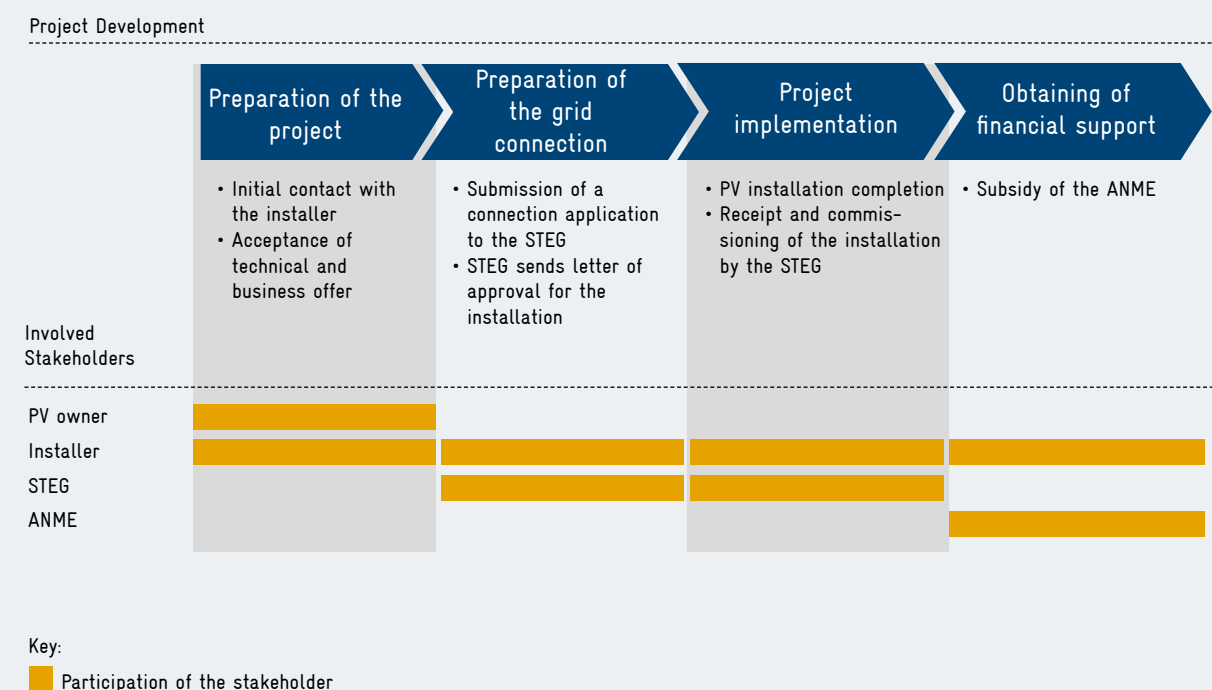 Project Development
Preparation of the
project
Preparation of
the grid
connection
Project
implementation
Obtaining of
financial support
• Initial contact with
the installer
• Acceptance of
technical and
business offer
• Submission of a
connection application
to the STEG
• STEG sends letter of
approval for the
installation
• PV installation completion
• Receipt and commis-
sioning of the installation
by the STEG
• Subsidy of the ANME
Involved
Stakeholders
PV owner
Installer
STEG
ANME
Key:
Participation of the stakeholder